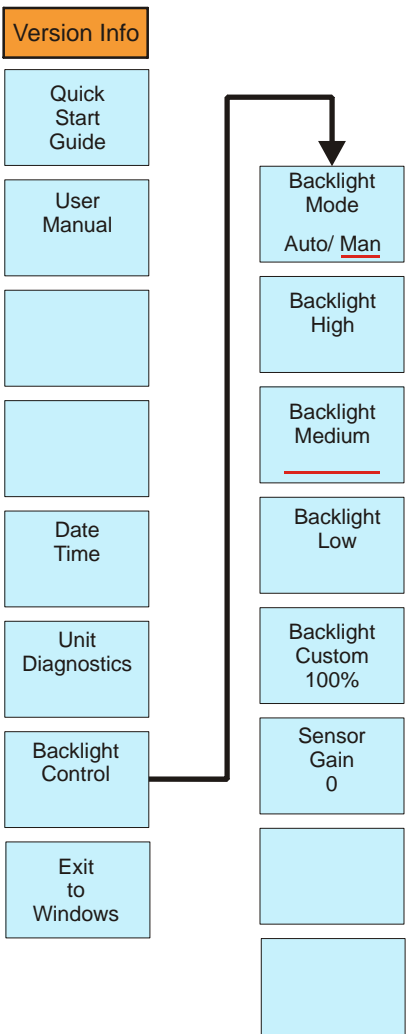 Version Info
Quick
Start
Guide
User
Manual
Date
Time
Unit
Diagnostics
Backlight
Control
Exit
to
Windows
Backlight
Mode
Auto/ Man
Backlight
High
Backlight
Medium
Backlight
Low
Backlight
Custom
100%
Sensor
Gain
0